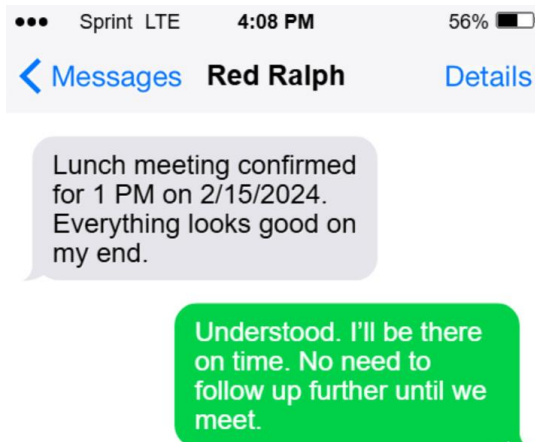 ●●● Sprint LTE 4:08 PM 56%
Messages Red Ralph Details
Lunch meeting confirmed
for 1 PM on 2/15/2024.
Everything looks good on
my end.
Understood. I'll be there
on time. No need to
follow up further until we
meet.